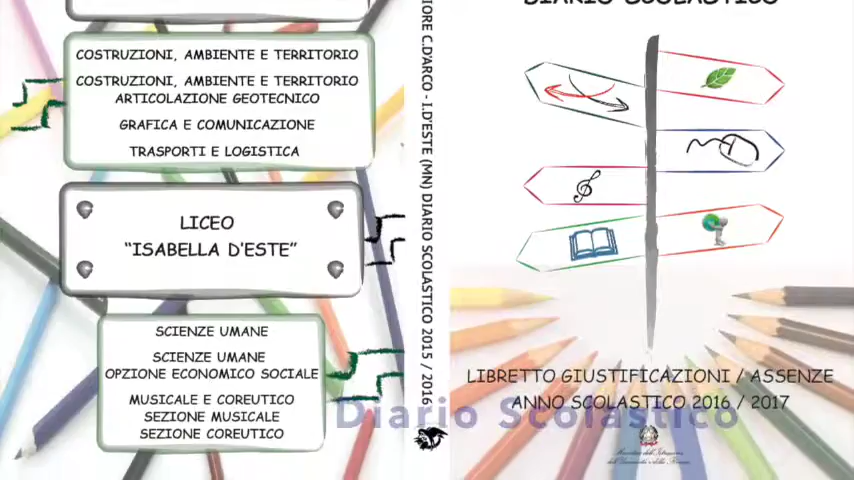 COSTRUZIONI, AMBIENTE E TERRITORIO
COSTRUZIONI, AMBIENTE E TERRITORIO
ARTICOLAZIONE GEOTECNICO
GRAFICA E COMUNICAZIONE
TRASPORTI E LOGISTICA
LICEO
"ISABELLA D'ESTE"
SCIENZE UMANE
SCIENZE UMANE
OPZIONE ECONOMICO SOCIALE
MUSICALE E COREUTICO
SEZIONE MUSICALE
SEZIONE COREUTICO
C.D'ARCO - I.D'ESTE (MN) DIARIO SCOLASTICO 2015 / 2016
DIARIO SCOLASTICO
LIBRETTO GIUSTIFICAZIONI / ASSENZE
ANNO SCOLASTICO 2016 / 2017
Diario Scolastico